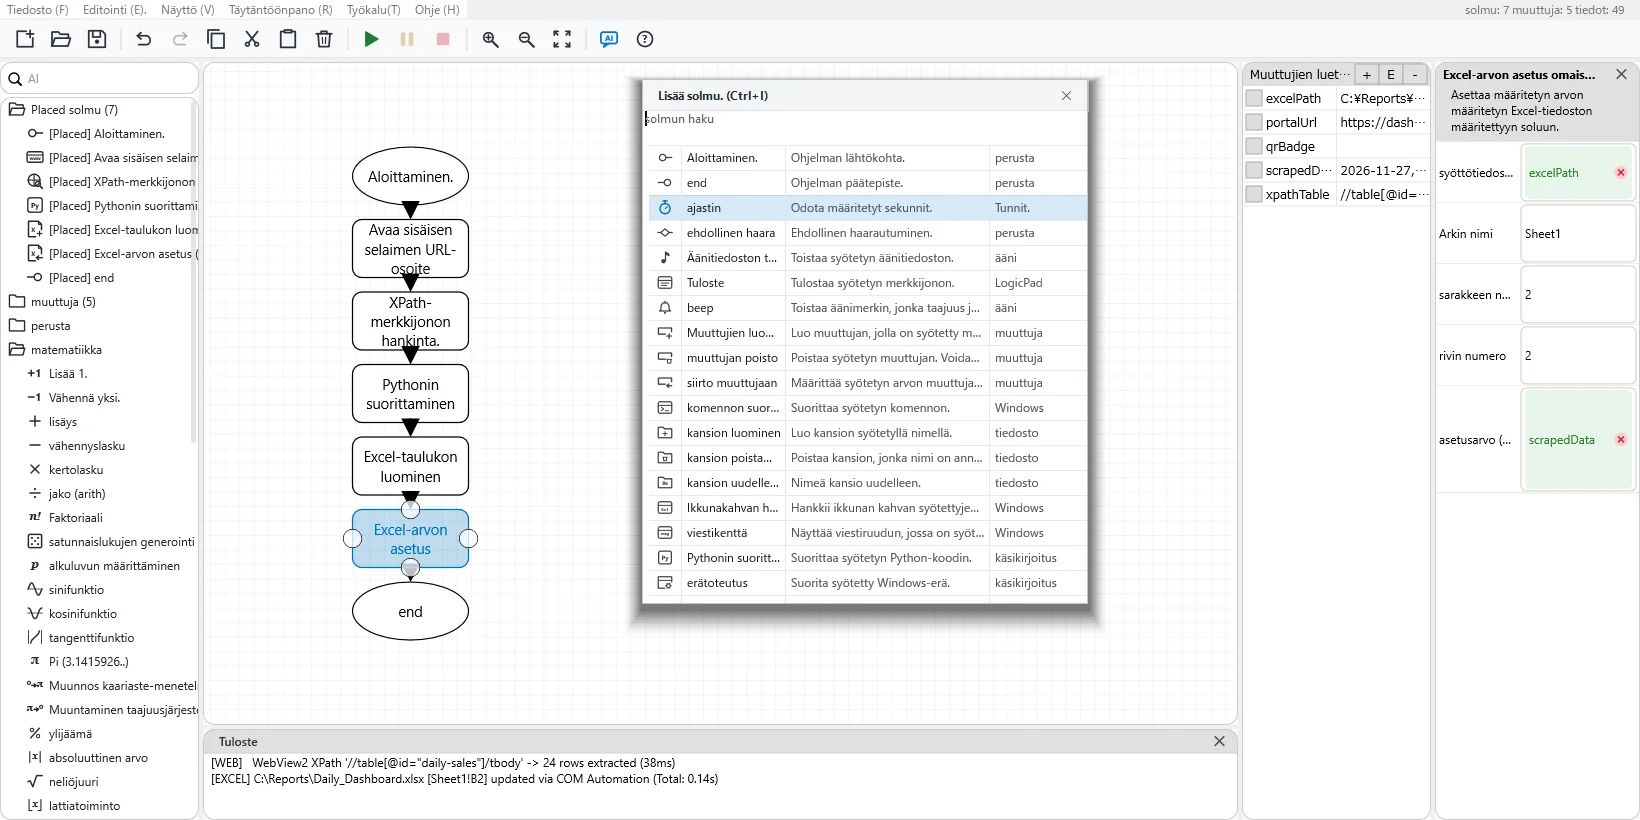 Tiedosto (F) Editointi (E). Näyttö (V) Täytäntöönpano (R) Työkalu(T) Ohje (H)
solmu: 7 muuttuja: 5 tiedot: 49
AI
AI
Placed solmu (7)
[Placed] Aloittaminen.
[Placed] Avaa sisäisen selaim
[Placed] XPath-merkkijonon
[Placed] Pythonin suorittami
[Placed] Excel-taulukon luom
[Placed] Excel-arvon asetus (
[Placed] end
muuttuja (5)
perusta
matematiikka
+1 Lisää 1.
−1 Vähennä yksi.
lisäys
vähennyslasku
kertolasku
jako (arith)
n! Faktoriaali
satunnaislukujen generointi
p alkuluvun määrittäminen
sinifunktio
kosinifunktio
tangenttifunktio
π Pi (3.1415926..)
Muunnos kaariaste-menetel
Muuntaminen taajuusjärjeste
% ylijäämä
|x| absoluuttinen arvo
neliöjuuri
lattiatoiminto
Aloittaminen.
Avaa sisäisen
selaimen URL-
osoite
XPath-
merkkijonon
hankinta.
Pythonin
suorittaminen
Excel-taulukon
luominen
Excel-arvon
asetus
end
Lisää solmu. (Ctrl+I)
solmun haku
Aloittaminen. Ohjelman lähtökohta. perusta
end Ohjelman päätepiste. perusta
ajastin Odota määritetyt sekunnit. Tunnit.
ehdollinen haara Ehdollinen haarautuminen. perusta
Äänitiedoston t... Toistaa syötetyn äänitiedoston. ääni
Tuloste Tulostaa syötetyn merkkijonon. LogicPad
beep Toistaa äänimerkin, jonka taajuus j... ääni
Muuttujien luo... Luo muuttujan, jolla on syötetty m... muuttuja
muuttujan poisto Poistaa syötetyn muuttujan. Voida... muuttuja
siirto muuttujaan Määrittää syötetyn arvon muuttuja... muuttuja
komennon suor... Suorittaa syötetyn komennon. Windows
kansion luominen Luo kansion syötetyllä nimellä. tiedosto
kansion poista... Poistaa kansion, jonka nimi on ann... tiedosto
kansion uudelle... Nimeä kansio uudelleen. tiedosto
Ikkunakahvan h... Hankkii ikkunan kahvan syötettyje... Windows
viestikenttä Näyttää viestiruudun, jossa on syöt... Windows
Py Pythonin suoritt... Suorittaa syötetyn Python-koodin. käsikirjoitus
erätoteutus Suorita syötetty Windows-erä. käsikirjoitus
Tuloste
[WEB] WebView2 XPath '//table[@id="daily-sales"]/tbody' -> 24 rows extracted (38ms)
[EXCEL] C:\Reports\Daily_Dashboard.xlsx [Sheet1!B2] updated via COM Automation (Total: 0.14s)
Muuttujien luet··· + E -
excelPath C:¥Reports¥···
portalUrl https://dash···
qrBadge
scrapedD··· 2026-11-27,···
xpathTable //table[@id=···
Excel-arvon asetus omais...
Asettaa määritetyn arvon
määritetyn Excel-tiedoston
määritettyyn soluun.
syöttötiedos... excelPath
Arkin nimi Sheet1
sarakkeen n... 2
rivin numero 2
asetusarvo (... scrapedData